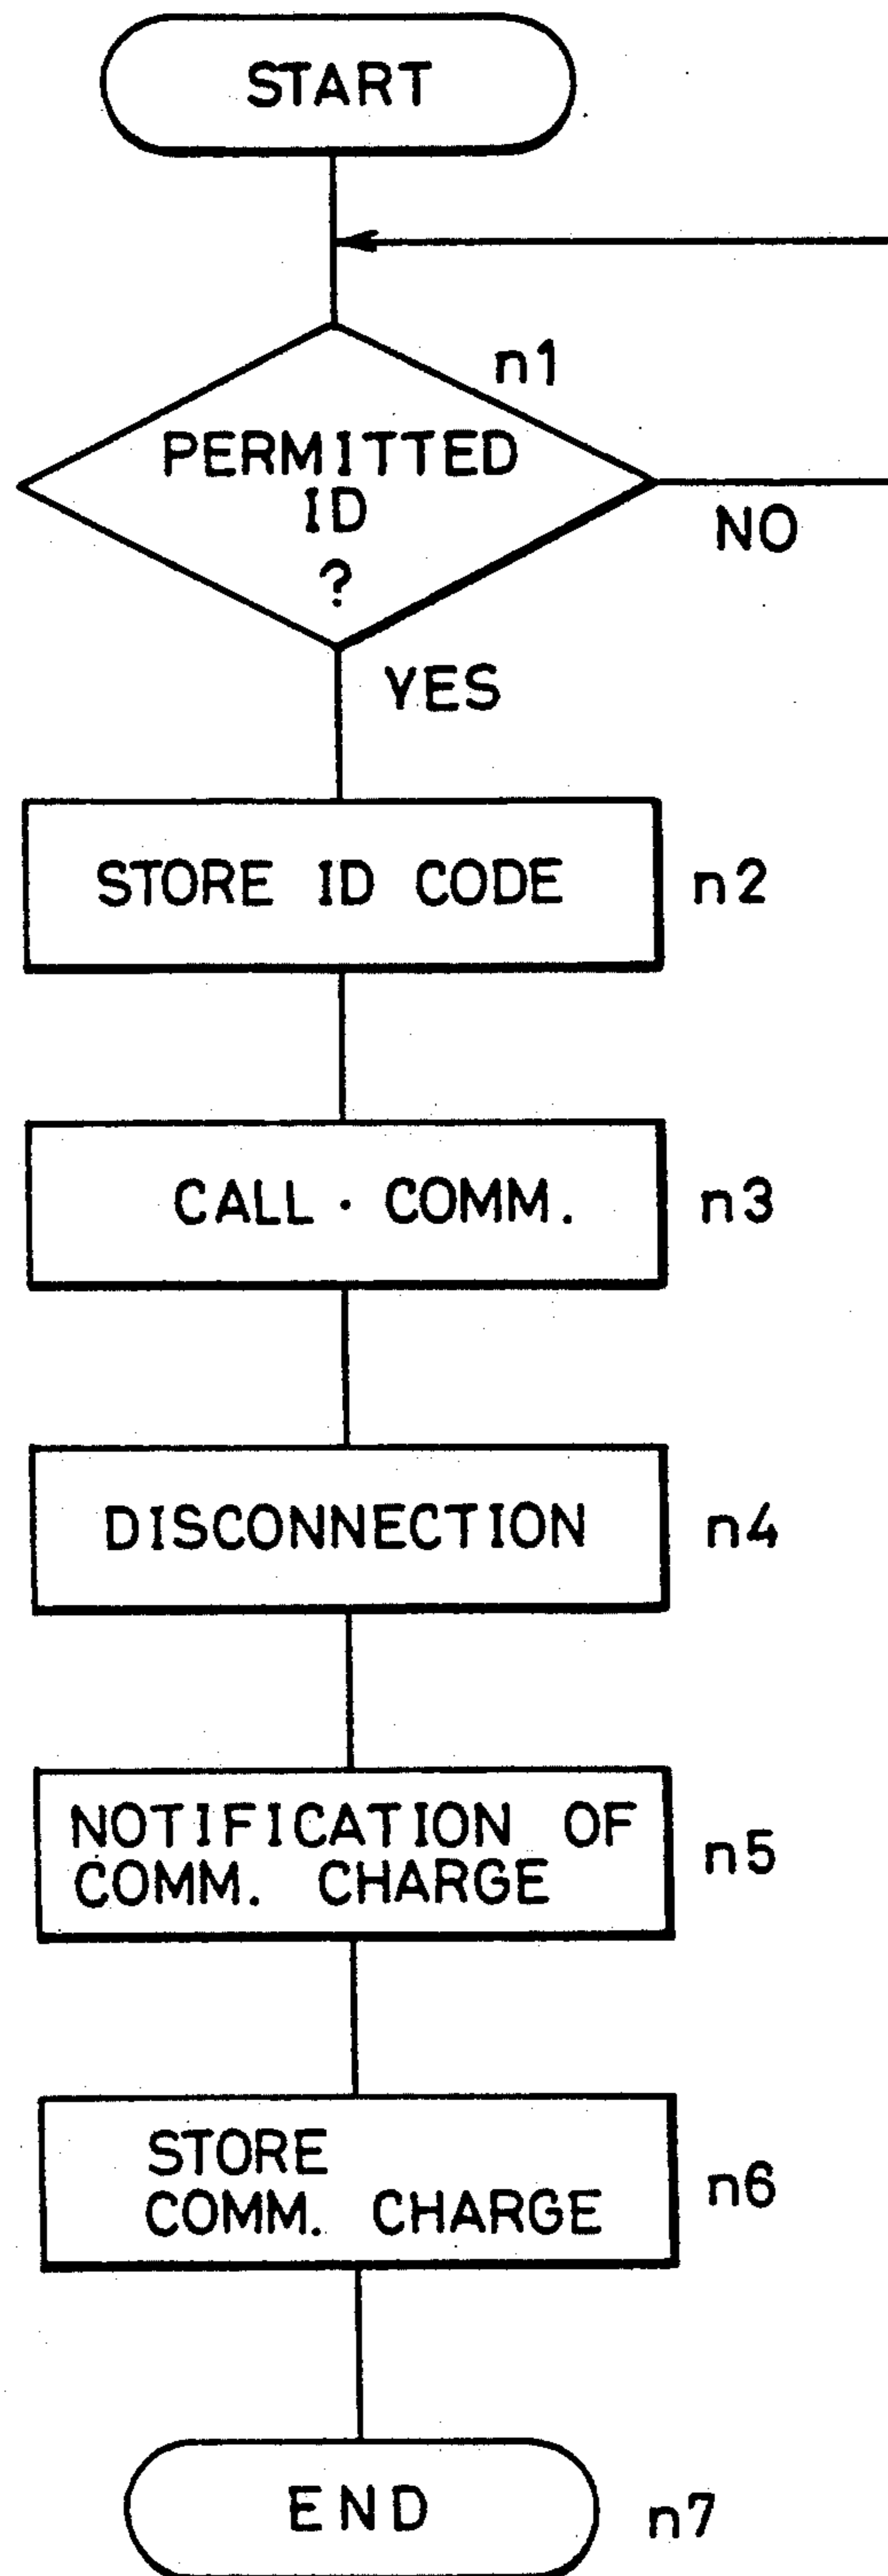 START
n1
PERMITTED
ID
?
NO
YES
STORE ID CODE
n2
CALL · COMM.
n3
DISCONNECTION
n4
NOTIFICATION OF
COMM. CHARGE
n5
STORE
COMM. CHARGE
n6
END
n7